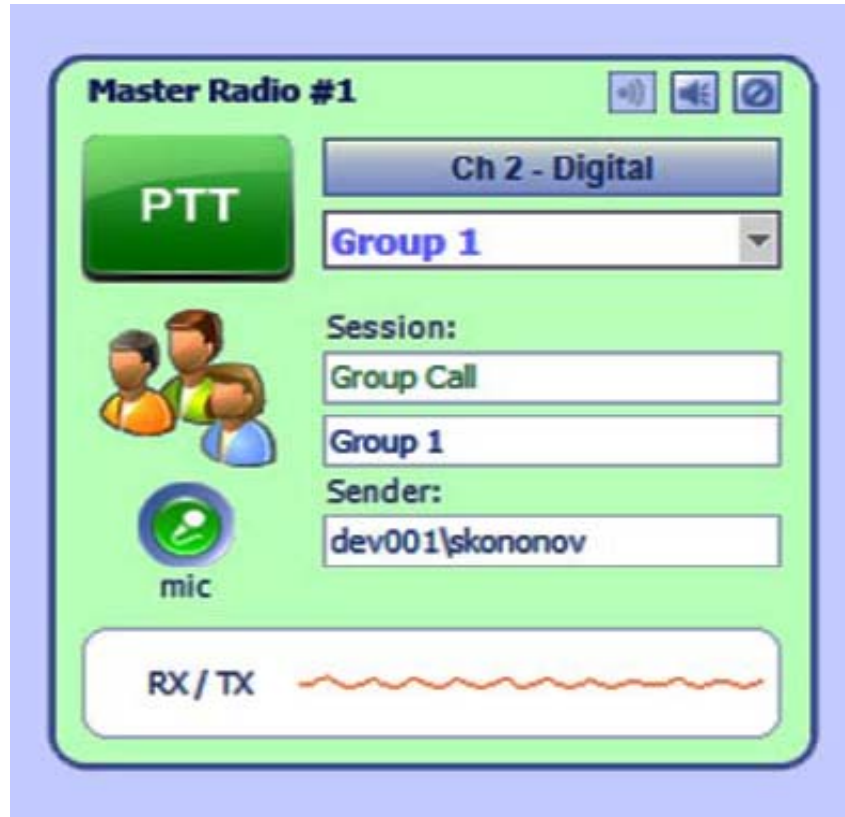 Master Radio #1
PTT
Ch 2 - Digital
Group 1
Session:
Group Call
Group 1
Sender:
dev001\skononov
mic
RX / TX